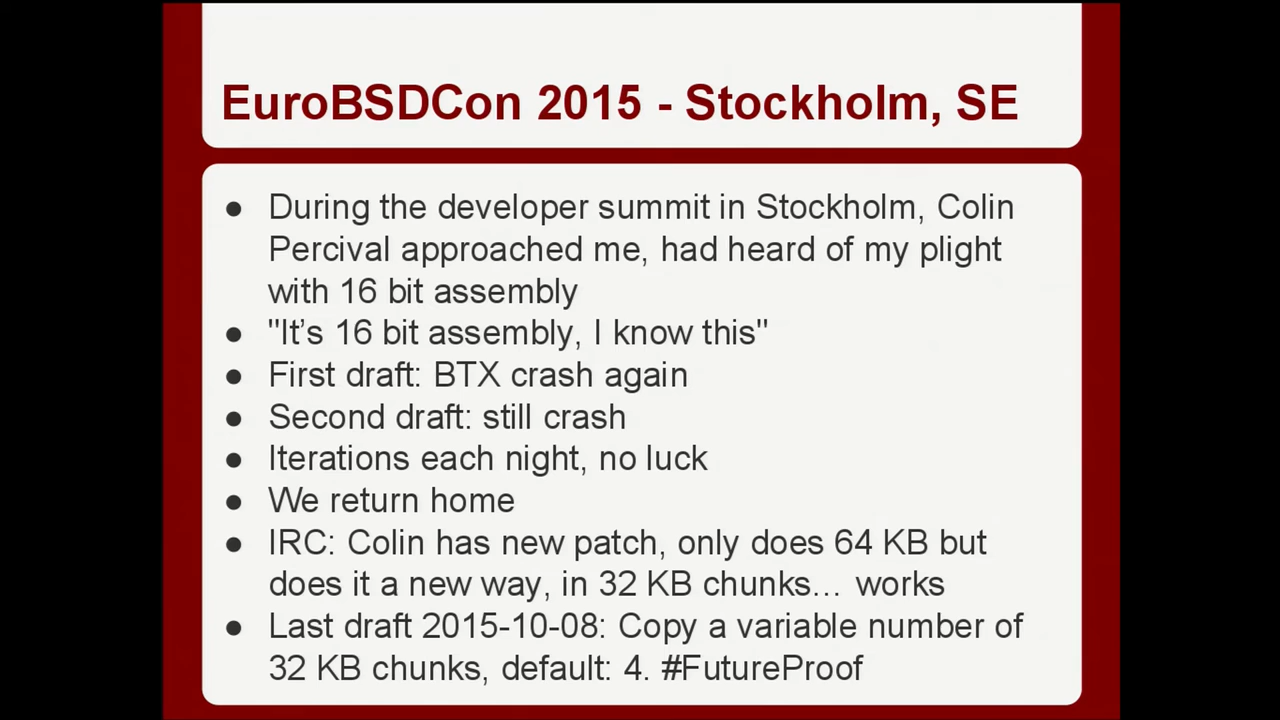 EuroBSDCon 2015 - Stockholm, SE
● During the developer summit in Stockholm, Colin
Percival approached me, had heard of my plight
with 16 bit assembly
● "It’s 16 bit assembly, I know this"
● First draft: BTX crash again
● Second draft: still crash
● Iterations each night, no luck
● We return home
● IRC: Colin has new patch, only does 64 KB but
does it a new way, in 32 KB chunks... works
● Last draft 2015-10-08: Copy a variable number of
32 KB chunks, default: 4. #FutureProof